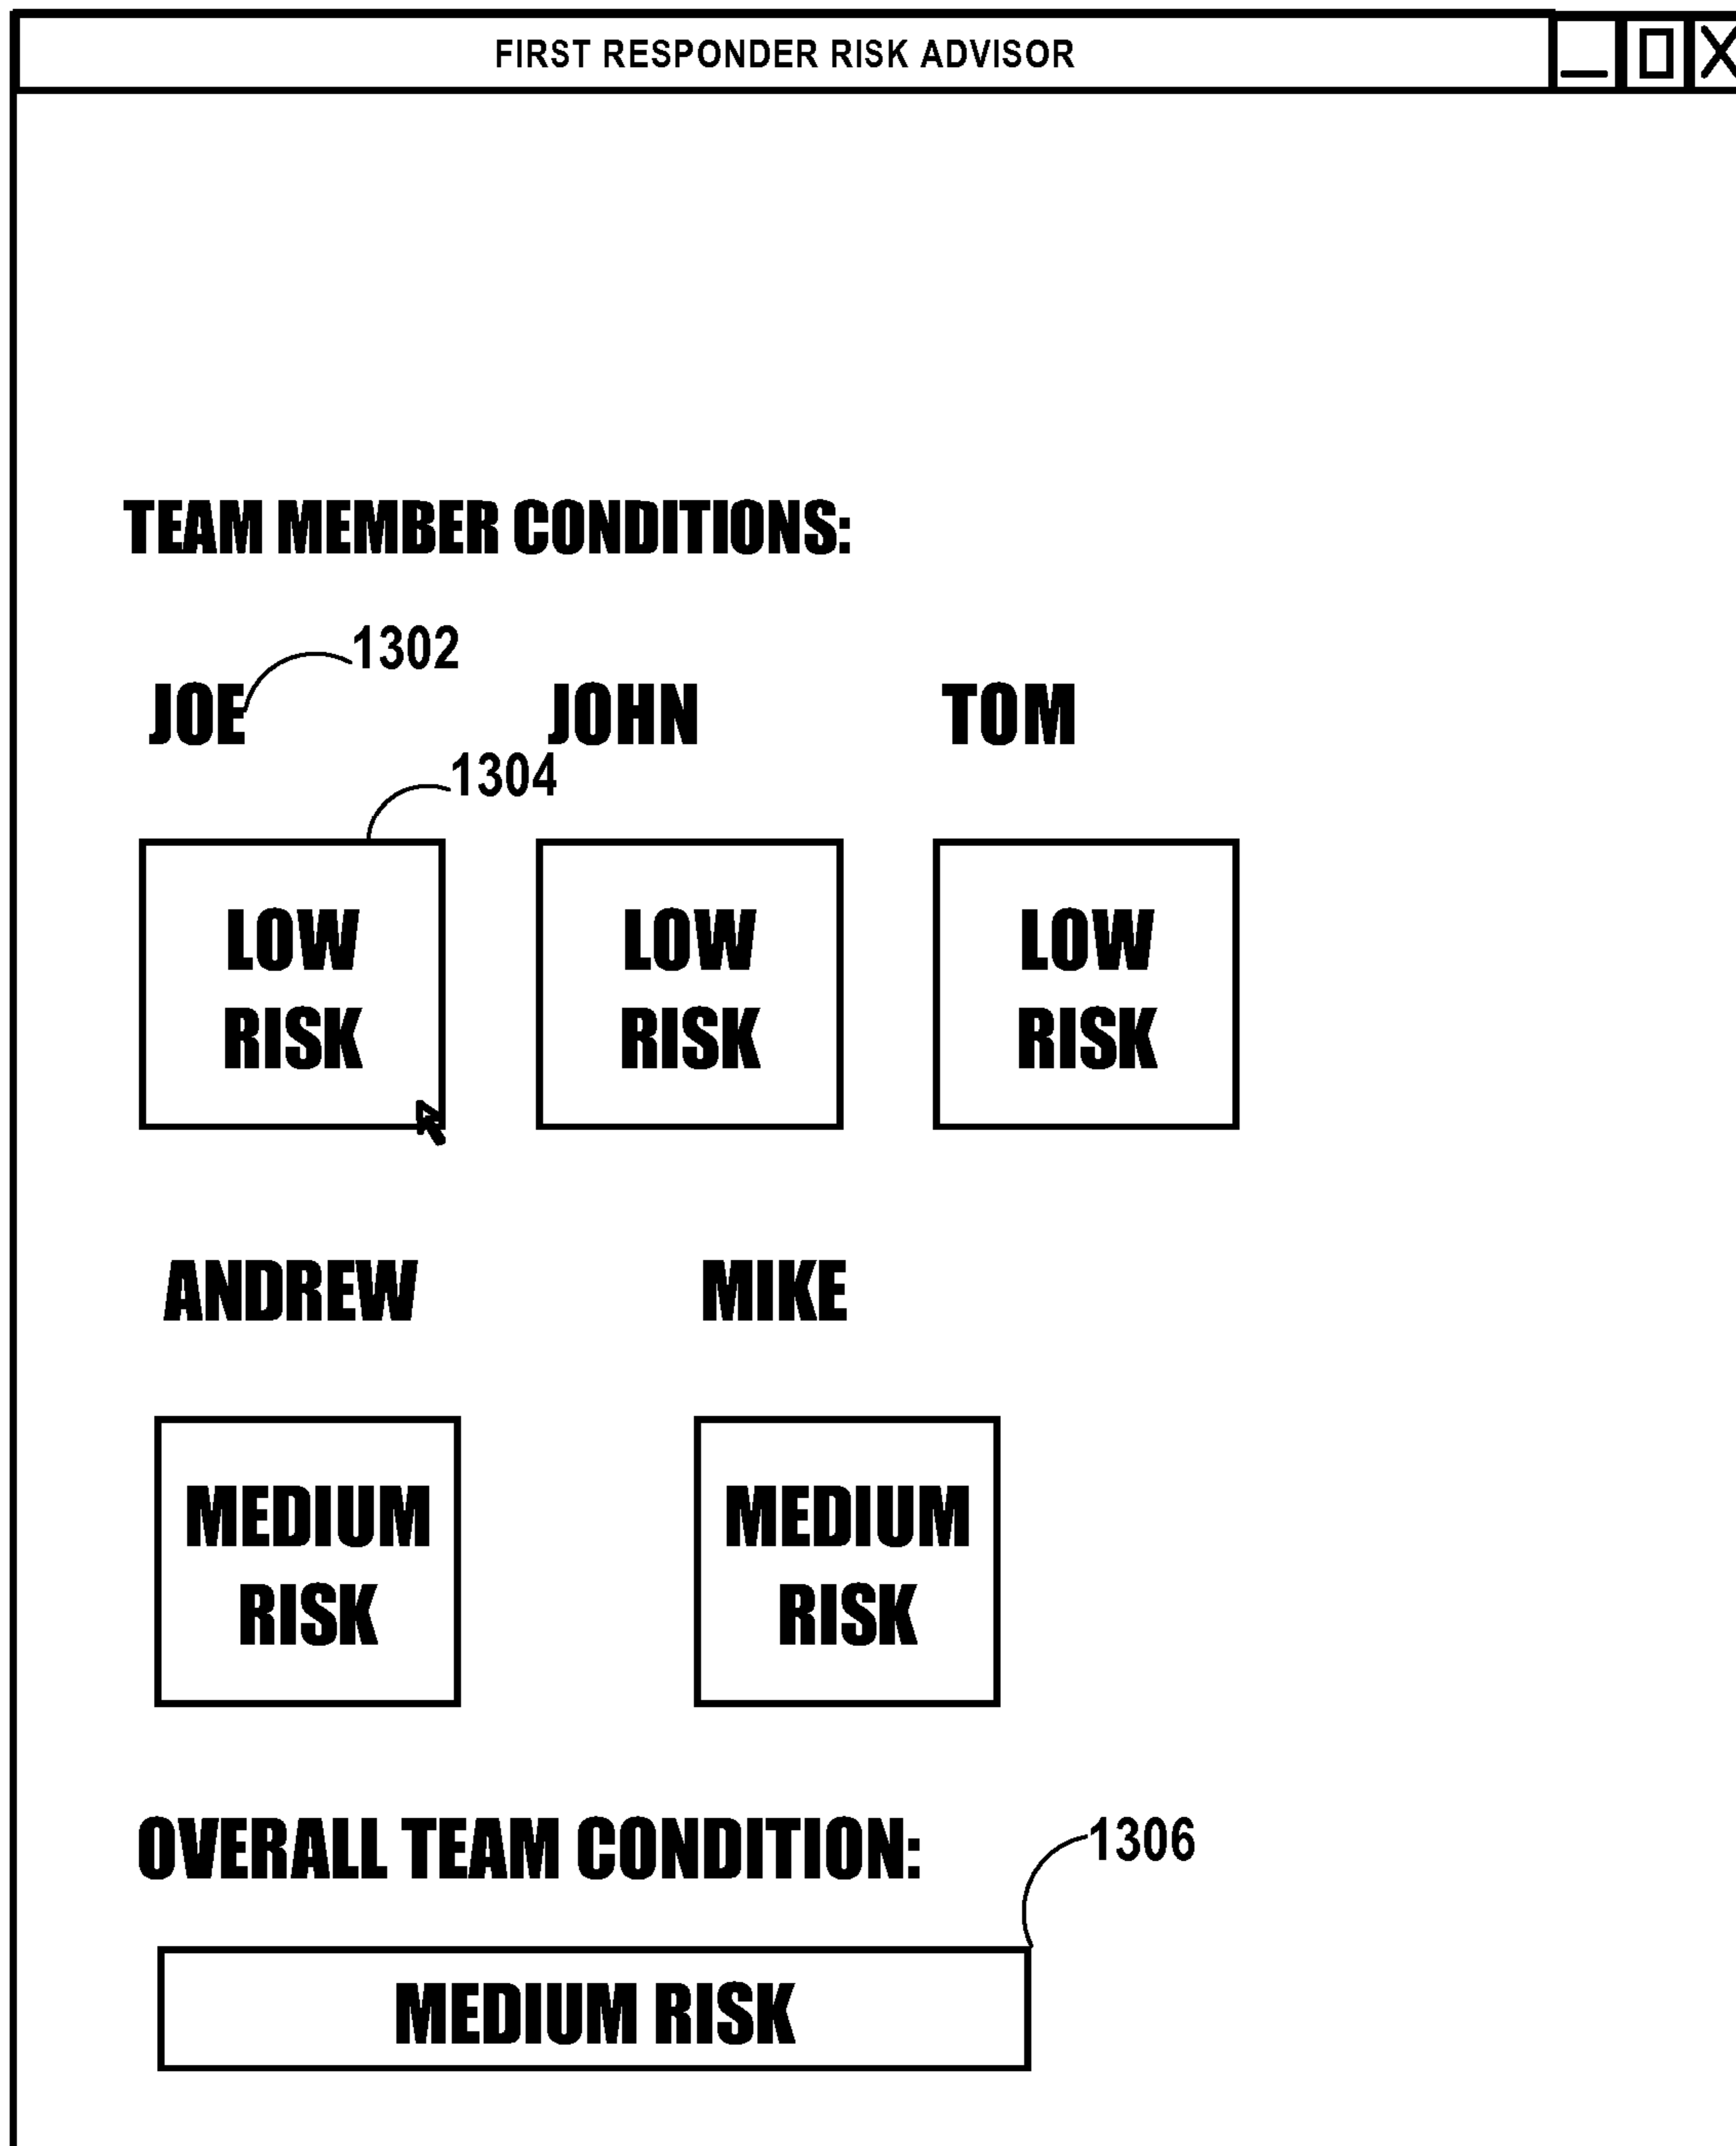 FIRST RESPONDER RISK ADVISOR
TEAM MEMBER CONDITIONS:
1302
JOE JOHN TOM
1304
LOW LOW LOW
RISK RISK RISK
ANDREW MIKE
MEDIUM MEDIUM
RISK RISK
OVERALL TEAM CONDITION:
1306
MEDIUM RISK